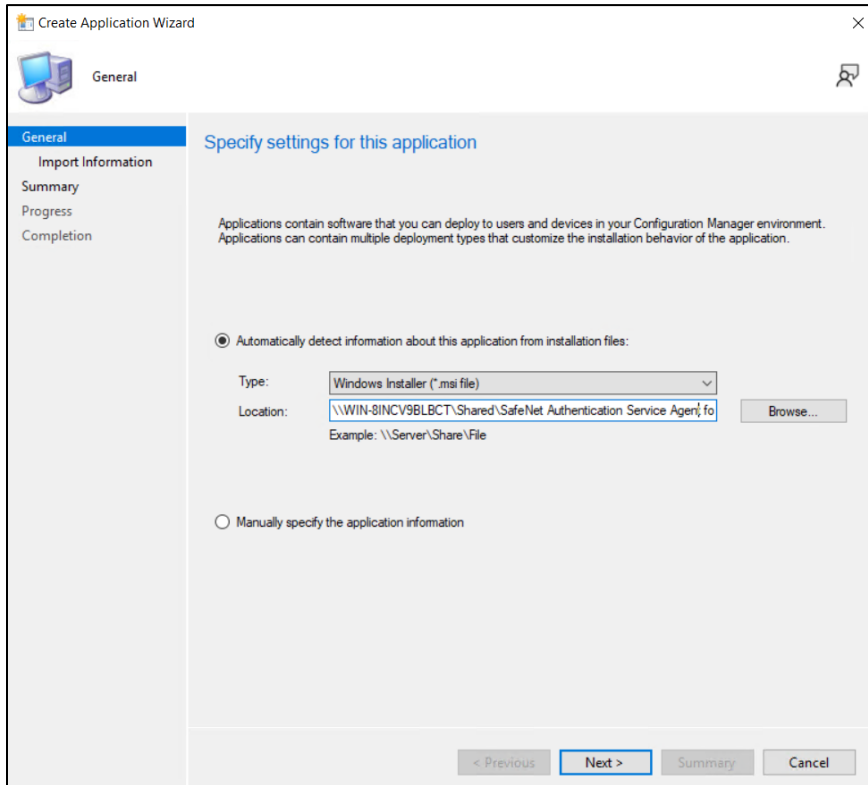 Create Application Wizard
General
General
Import Information
Summary
Progress
Completion
Specify settings for this application
Applications contain software that you can deploy to users and devices in your Configuration Manager environment.
Applications can contain multiple deployment types that customize the installation behavior of the application.
Automatically detect information about this application from installation files:
Type:
Windows Installer (*.msi file)
Location:
\\WIN-8INCV9BLBCT\Shared\SafeNet Authentication Service Agent fo
Browse...
Example: \\Server\Share\File
Manually specify the application information
< Previous
Next >
Summary
Cancel